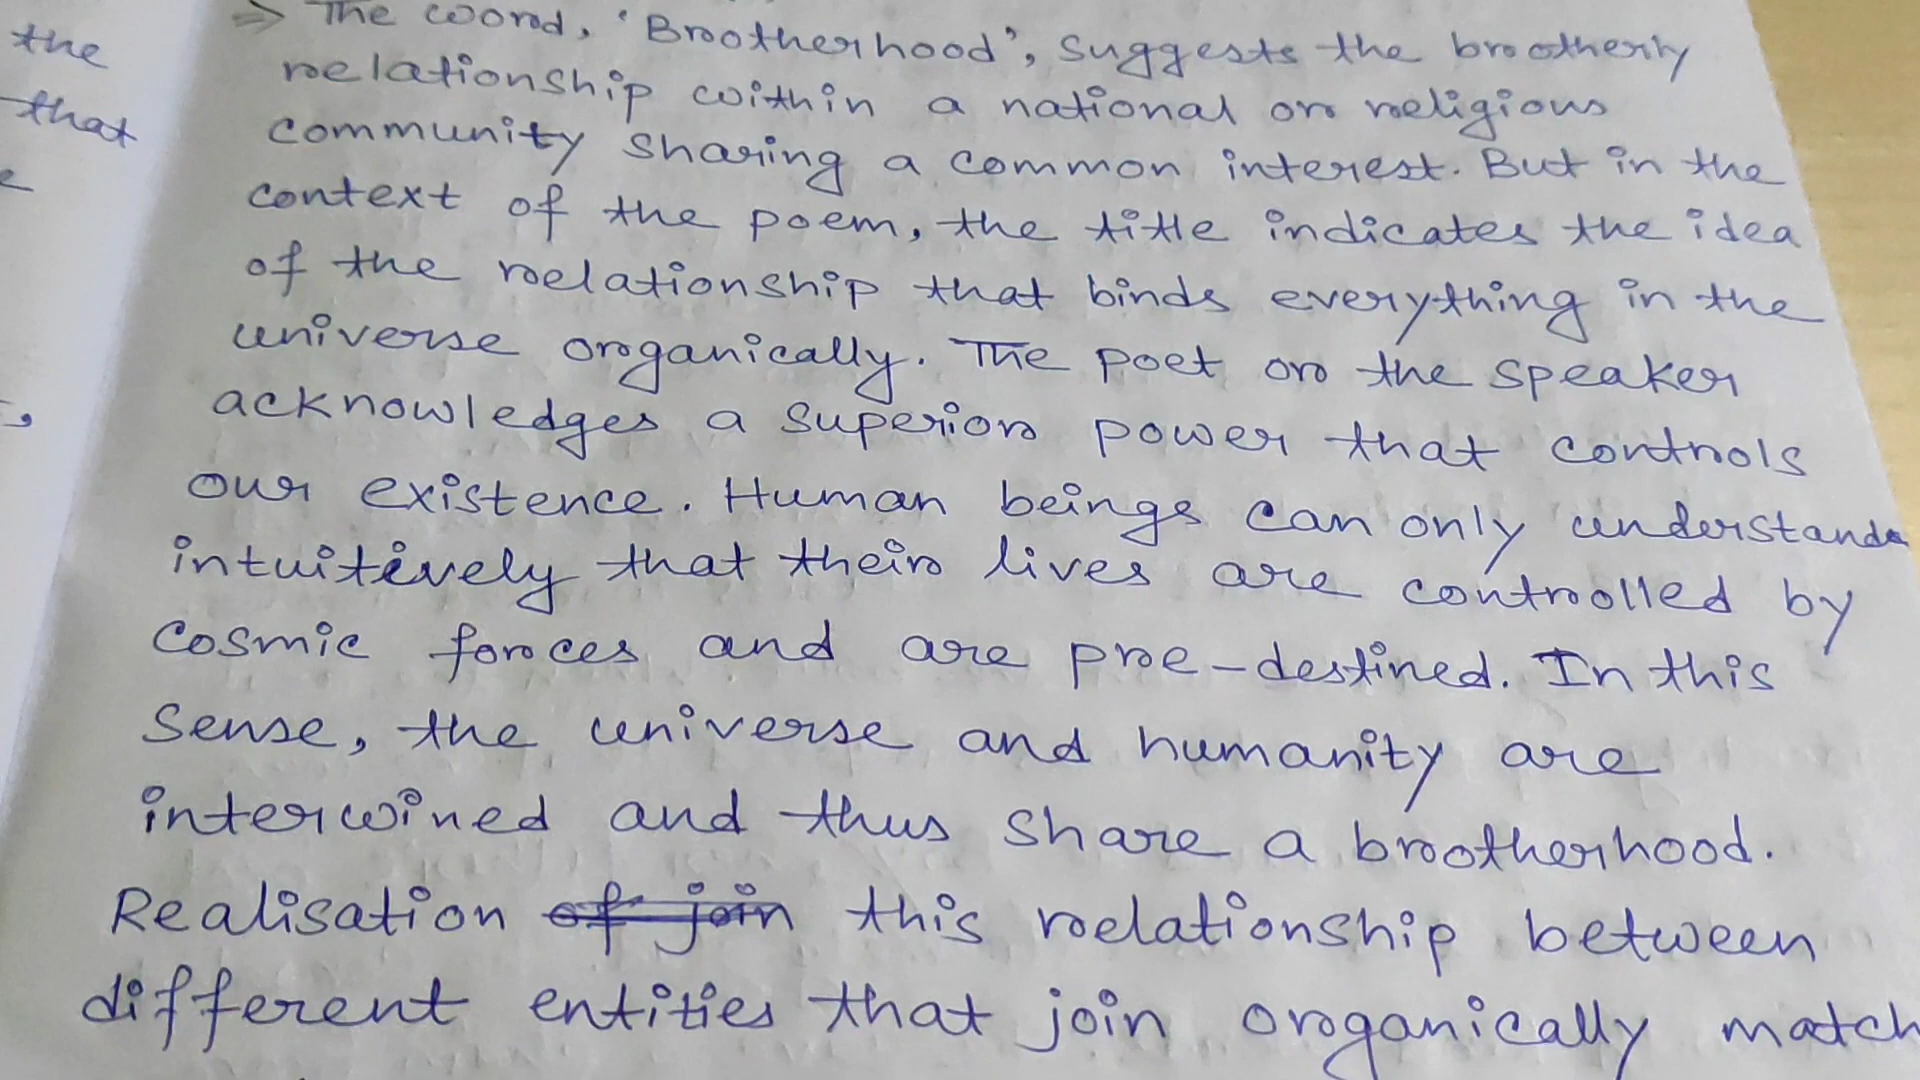 the
that
⇒ The word, 'Brotherhood', suggests the brotherly
relationship within a national or religious
community sharing a common interest. But in the
context of the poem, the title indicates the idea
of the relationship that binds everything in the
universe organically. The poet or the speaker
acknowledges a superior power that controls
our existence. Human beings can only understands
intuitively that their lives are controlled by
cosmic forces and are pre-destined. In this
sense, the universe and humanity are
interwined and thus share a brotherhood.
Realisation of join this relationship between
different entities that join organically match